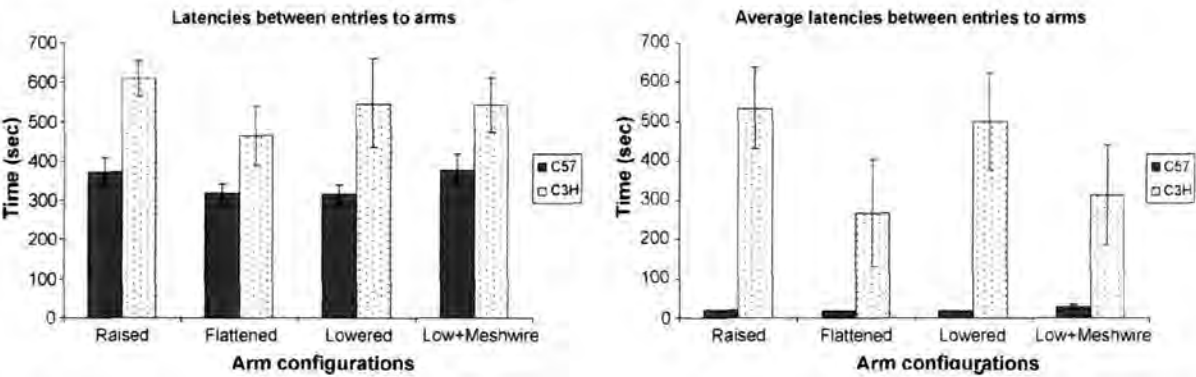 Latencies between entries to arms
700
600
500
400
300
200
100
0
Time (sec)
Raised Flattened Lowered Low+Meshwire
Arm configurations
C57
C3H
Average latencies between entries to arms
700
600
500
400
300
200
100
0
Time (sec)
Raised Flattened Lowered Low+Meshwire
Arm configurations
C57
C3H